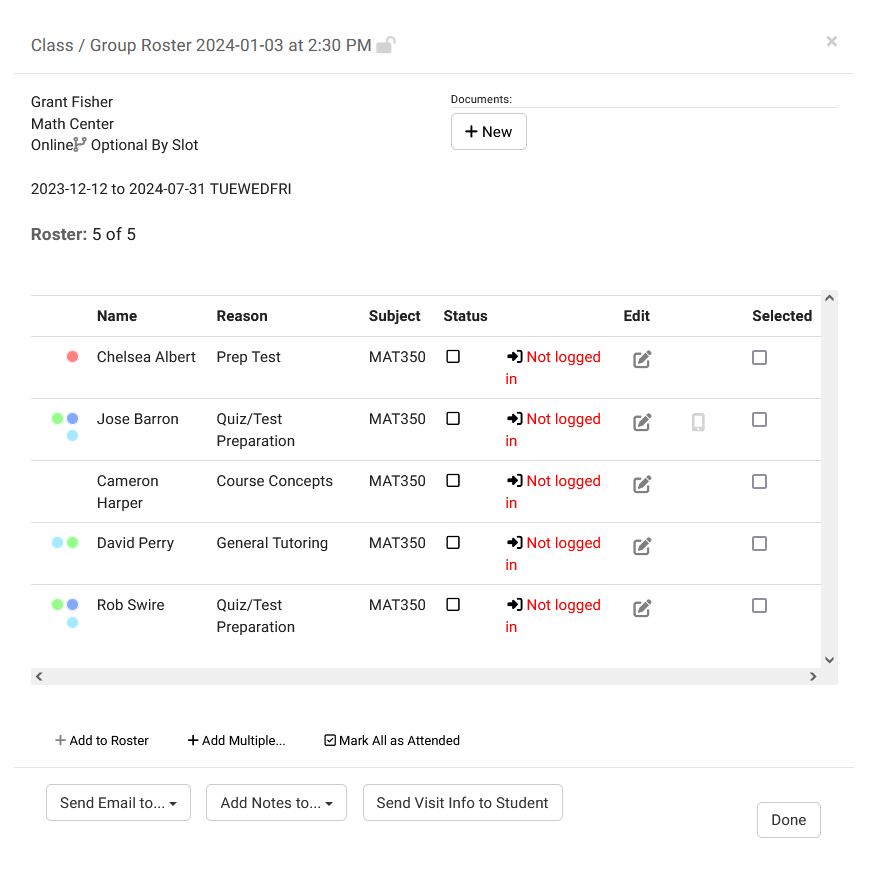 Class / Group Roster 2024-01-03 at 2:30 PM
×
Grant Fisher
Math Center
Online Optional By Slot
2023-12-12 to 2024-07-31 TUEWEDFRI
Roster: 5 of 5
Documents:
+ New
Name Reason Subject Status Edit Selected
Chelsea Albert Prep Test MAT350 Not logged
in
Jose Barron Quiz/Test MAT350 Not logged
Preparation in
Cameron Course Concepts MAT350 Not logged
Harper in
David Perry General Tutoring MAT350 Not logged
in
Rob Swire Quiz/Test MAT350 Not logged
Preparation in
+ Add to Roster + Add Multiple... Mark All as Attended
Send Email to... Add Notes to... Send Visit Info to Student
Done